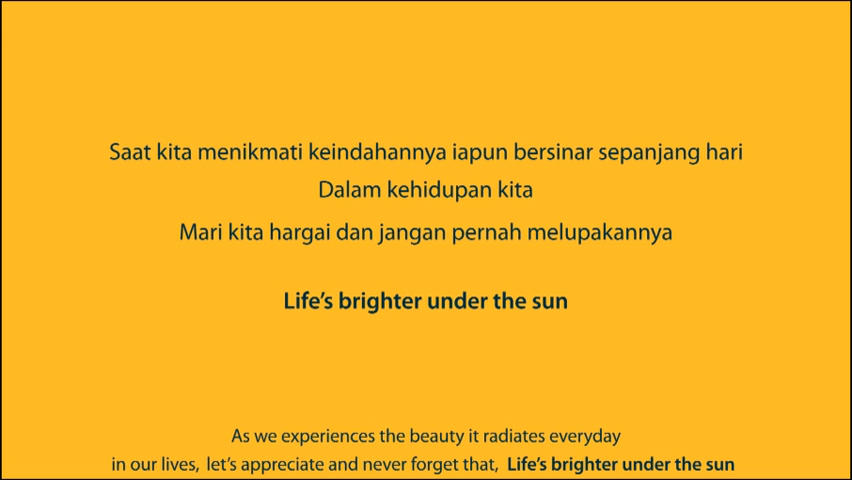 Saat kita menikmati keindahannya iapun bersinar sepanjang hari
Dalam kehidupan kita
Mari kita hargai dan jangan pernah melupakannya
Life's brighter under the sun
As we experiences the beauty it radiates everyday
in our lives, let's appreciate and never forget that, Life's brighter under the sun